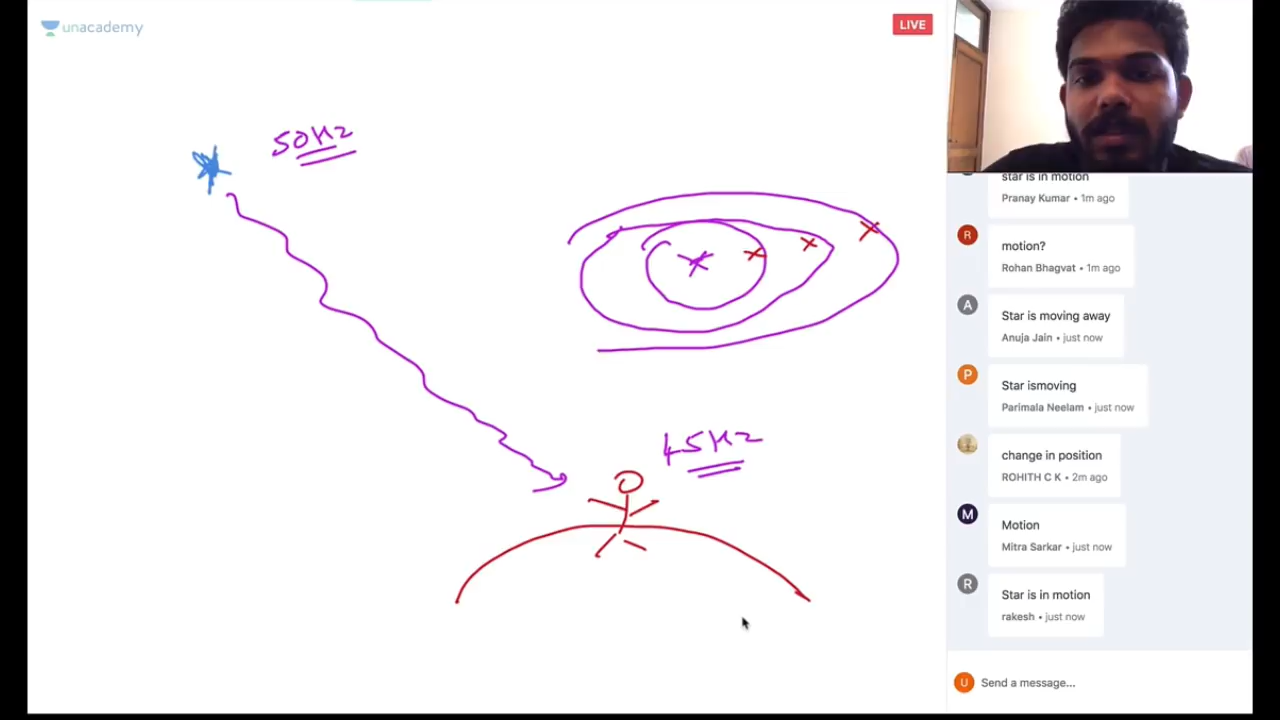 unacademy
LIVE
50Hz
45Hz
star is in motion
Pranay Kumar • 1m ago
R
motion?
Rohan Bhagvat • 1m ago
A
Star is moving away
Anuja Jain • just now
P
Star ismoving
Parimala Neelam • just now
change in position
ROHITH C K • 2m ago
M
Motion
Mitra Sarkar • just now
R
Star is in motion
rakesh • just now
U
Send a message...